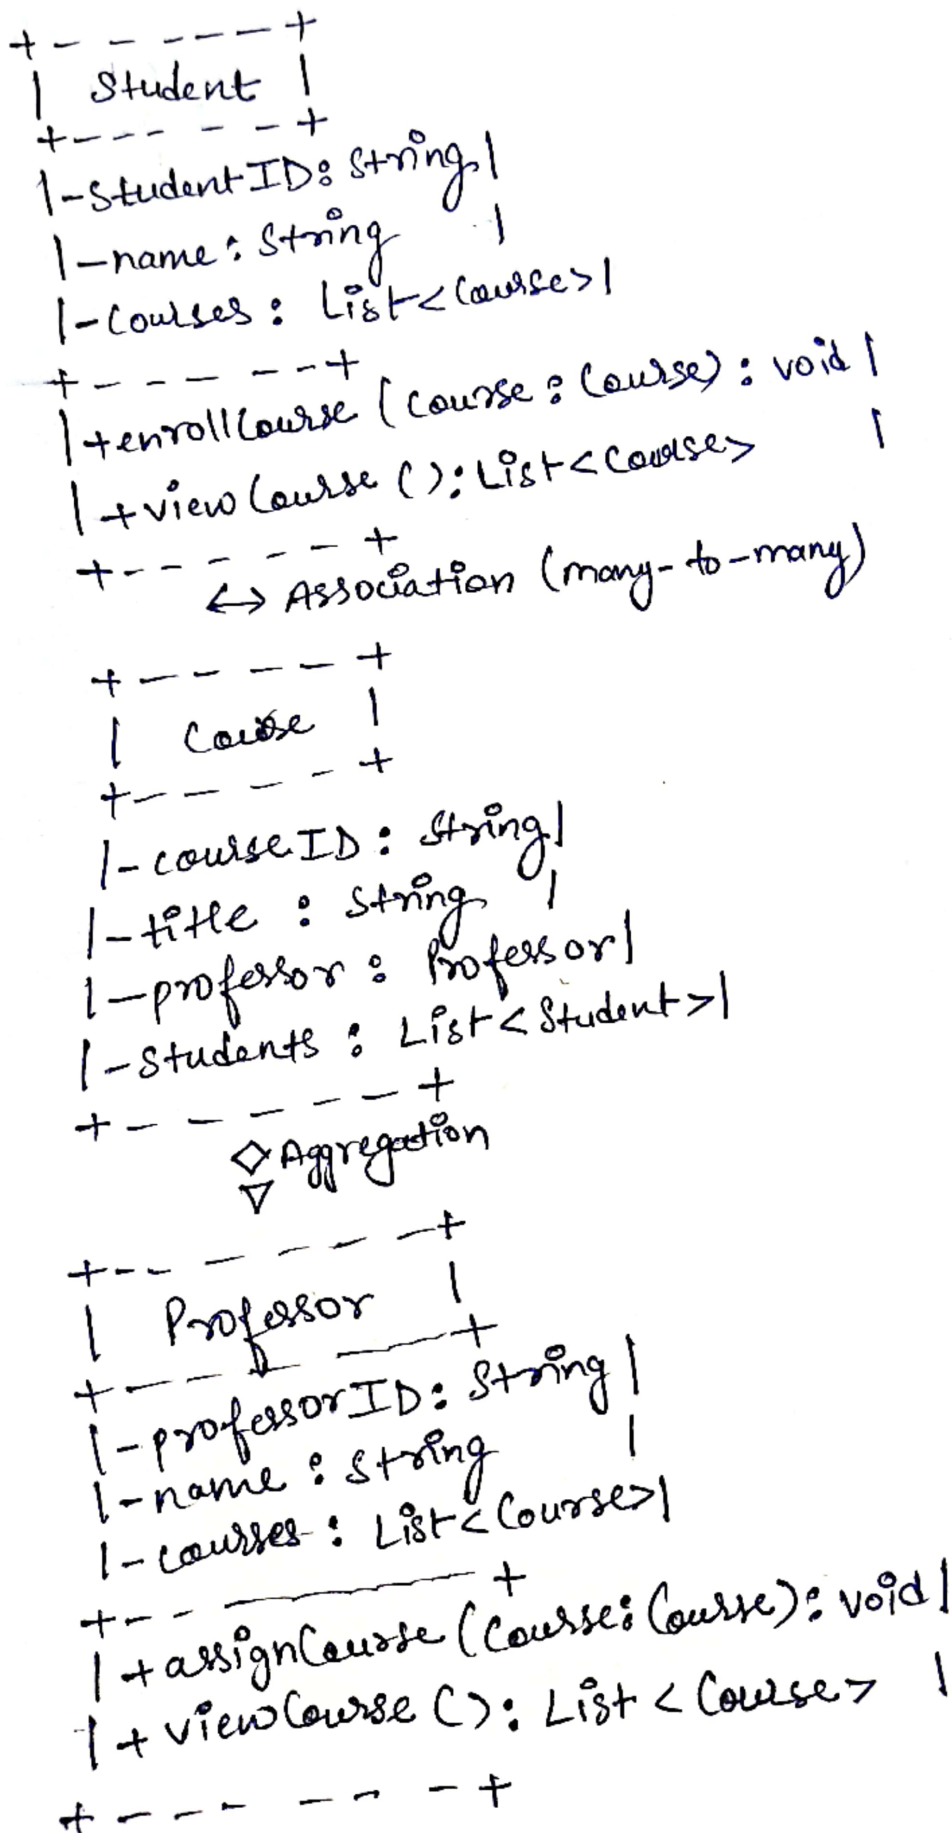 +- - - - - -+
| Student |
+- - - - - -+
|-StudentID: String|
|-name: String |
|-Courses: List<Course>|
+- - - - - -+
|+enrollCourse (Course: Course): void |
|+viewCourse (): List<Course> |
+- - - - - -+
↔ Association (many-to-many)
+- - - - -+
| Course |
+- - - - -+
|-courseID: String|
|-title : String |
|-professor: Professor|
|-Students : List<Student>|
+- - - - - -+
◇ Aggregation
▽
+- - - - - -+
| Professor |
+- - - - -+
|-professorID: String|
|-name : String |
|-courses : List<Course>|
+- - - -+
|+assignCourse (Course: Course): void|
|+viewCourse (): List<Course> |
+- - - - - -+